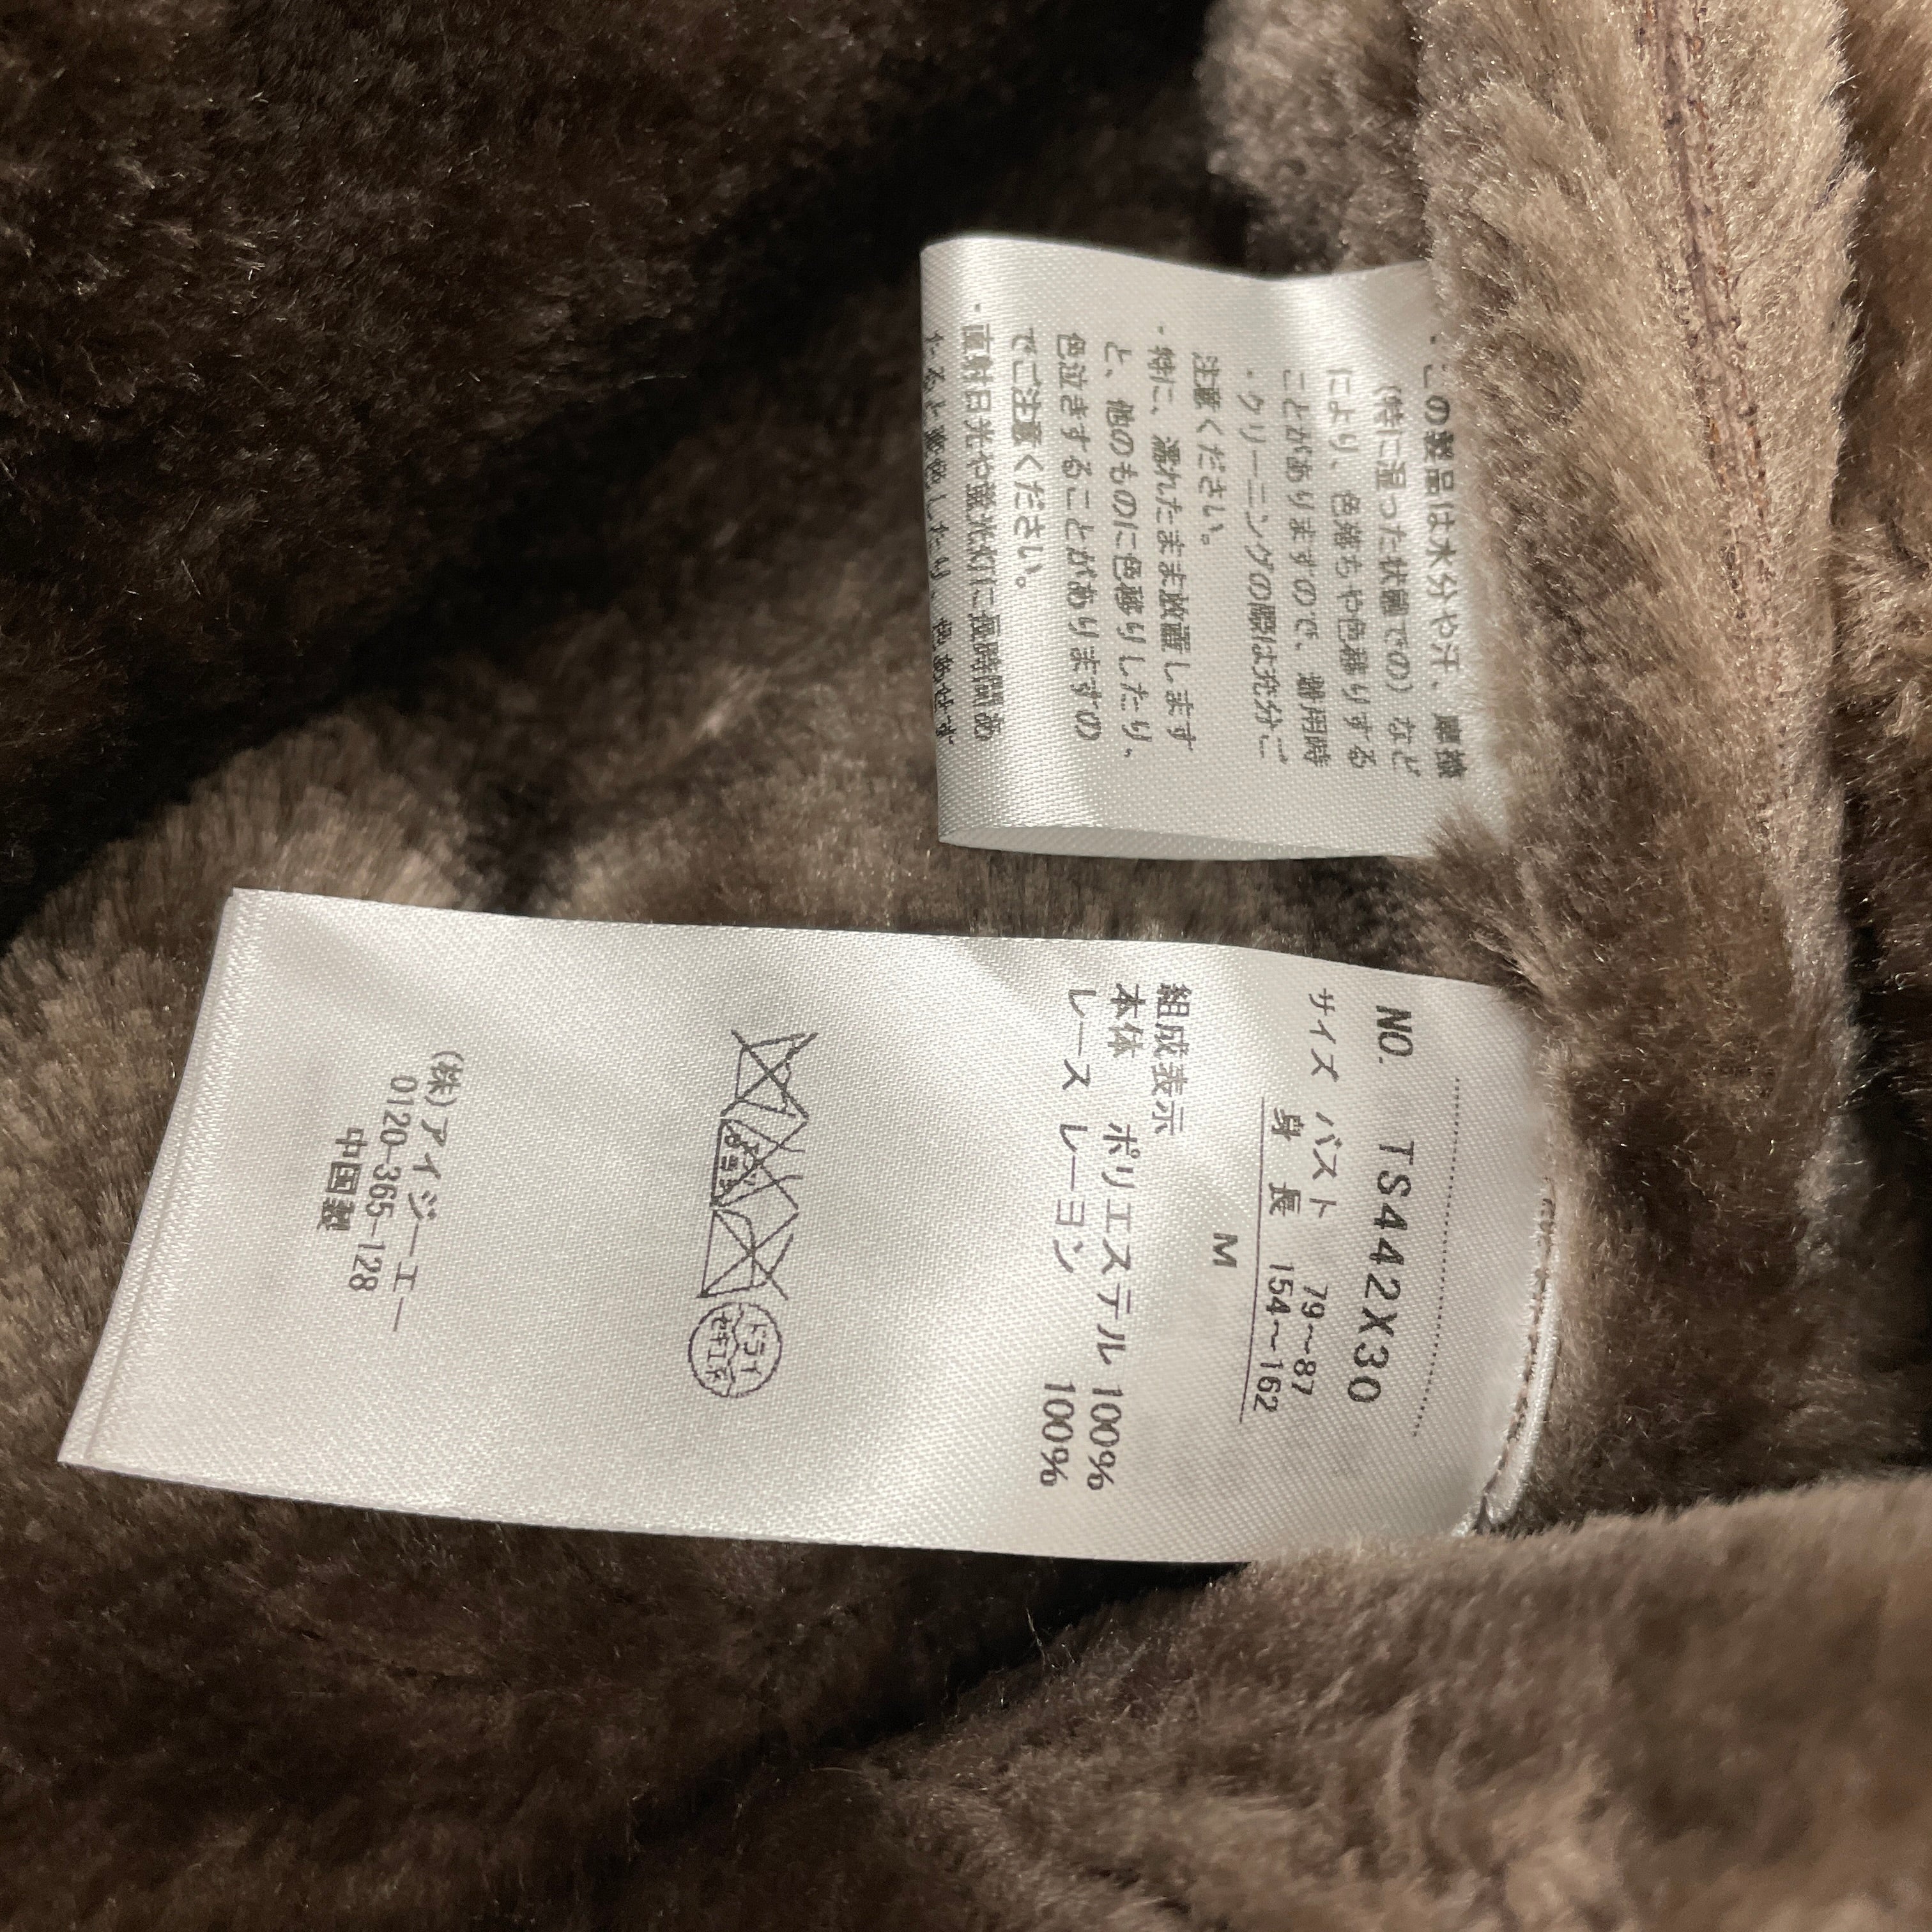 ・この製品は水分や汗、摩擦
(特に湿った状態での)など
により、色落ちや色移りする
ことがありますので、着用時
・クリーニングの際は充分ご
注意ください。
・特に、濡れたまま放置します
と、他のものに色移りしたり、
色泣きすることがありますの
でご注意ください。
・直射日光や蛍光灯に長時間あ
NO. TS442X30
サイズ バスト 79~87
身長 154~162
M
組成表示
本体 ポリエステル 100%
レース レーヨン 100%
ドライ
セキユ系
(株)アイジーエー
0120-365-128
中国製